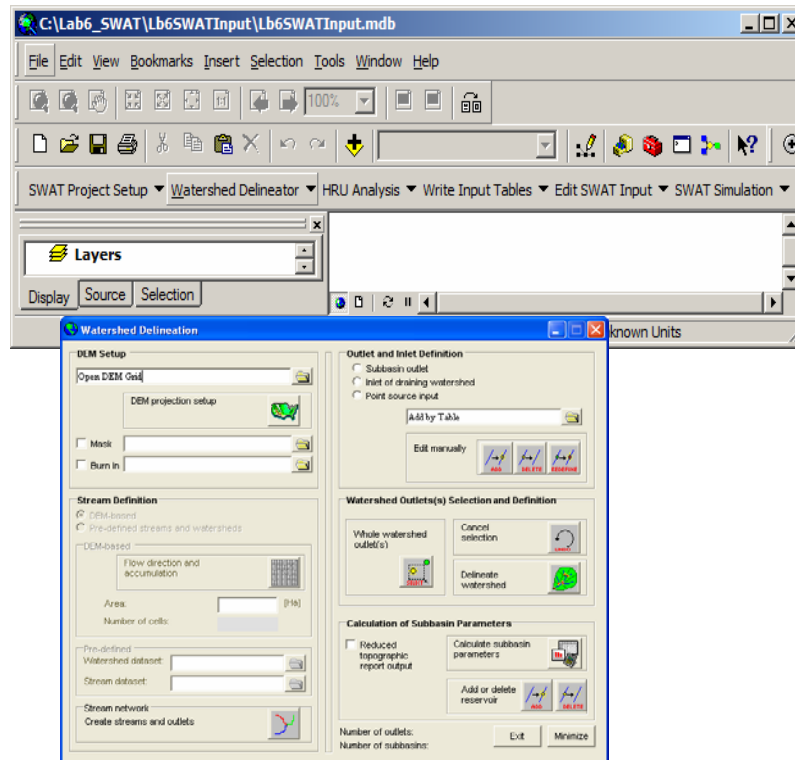 C:\Lab6_SWAT\Lb6SWATInput\Lb6SWATInput.mdb
File Edit View Bookmarks Insert Selection Tools Window Help
1:1 100%
SWAT Project Setup Watershed Delineator HRU Analysis Write Input Tables Edit SWAT Input SWAT Simulation
Layers
Display Source Selection
known Units
Watershed Delineation
DEM Setup
Open DEM Grid
DEM projection setup
Mask
Burn In
Stream Definition
DEM-based
Pre-defined streams and watersheds
DEM-based
Flow direction and
accumulation
Area: [Ha]
Number of cells:
Pre-defined
Watershed dataset:
Stream dataset:
Stream network
Create streams and outlets
Outlet and Inlet Definition
Subbasin outlet
Inlet of draining watershed
Point source input
Add by Table
Edit manually
ADD DELETE REDEFINE
Watershed Outlets(s) Selection and Definition
Whole watershed
outlet(s)
Cancel
selection
Delineate
watershed
Calculation of Subbasin Parameters
Reduced
topographic
report output
Calculate subbasin
parameters
Add or delete
reservoir
ADD DELETE
Number of outlets:
Number of subbasins:
Exit Minimize